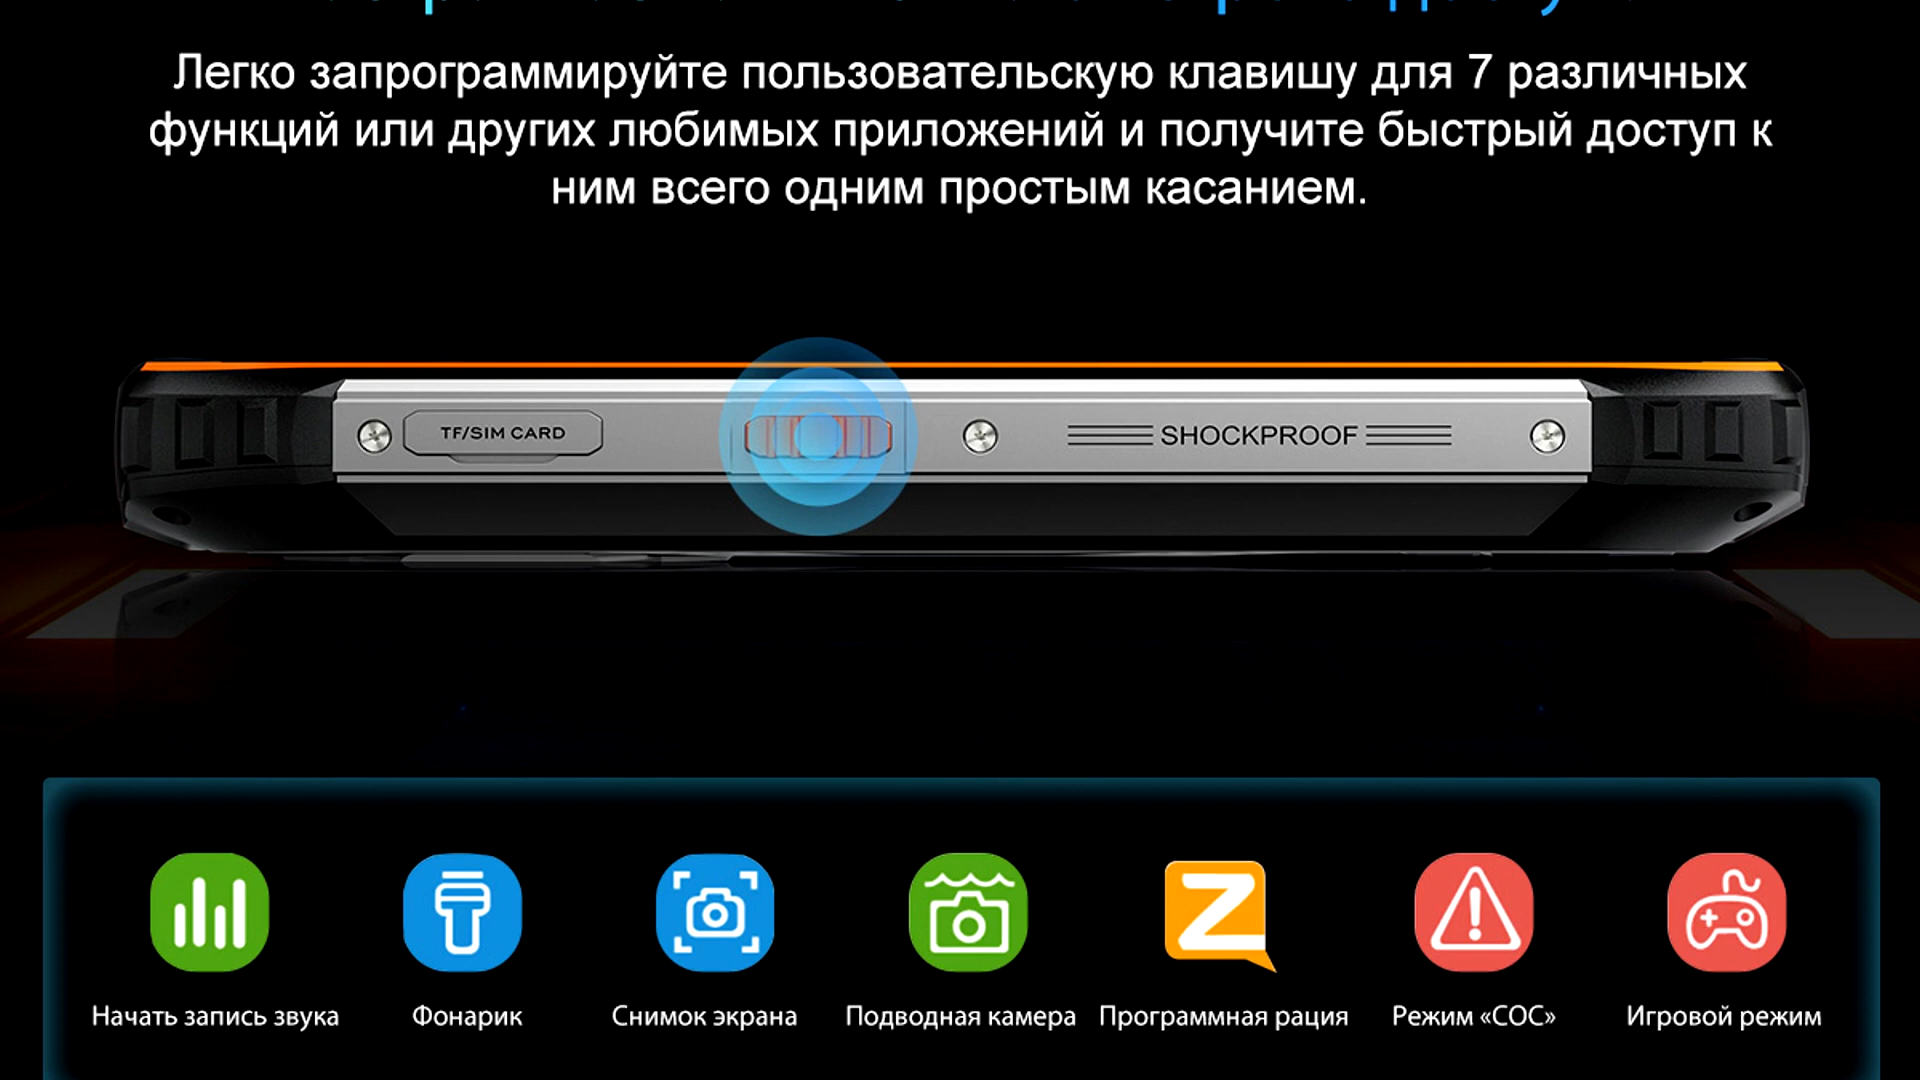 Легко запрограммируйте пользовательскую клавишу для 7 различных
функций или других любимых приложений и получите быстрый доступ к
ним всего одним простым касанием.
TF/SIM CARD
SHOCKPROOF
Начать запись звука
Фонарик
Снимок экрана
Подводная камера
Программная рация
Режим «СОС»
Игровой режим